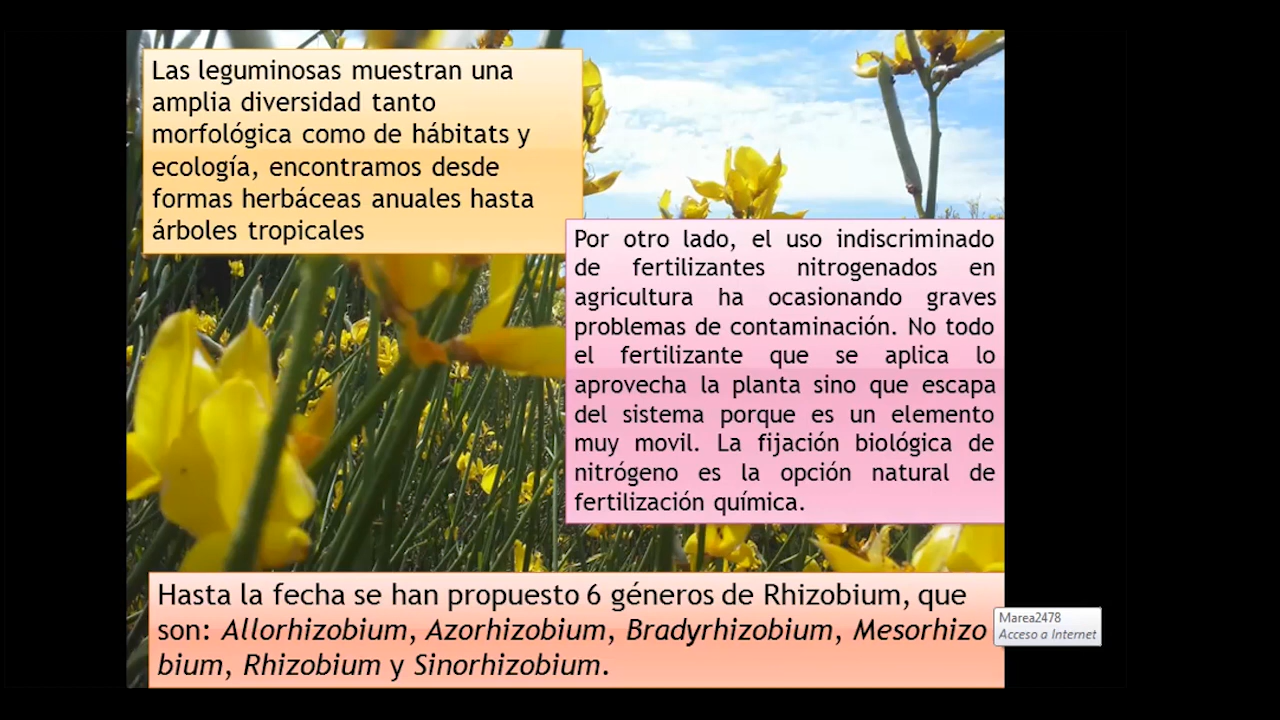 Las leguminosas muestran una
amplia diversidad tanto
morfológica como de hábitats y
ecología, encontramos desde
formas herbáceas anuales hasta
árboles tropicales
Por otro lado, el uso indiscriminado
de fertilizantes nitrogenados en
agricultura ha ocasionando graves
problemas de contaminación. No todo
el fertilizante que se aplica lo
aprovecha la planta sino que escapa
del sistema porque es un elemento
muy movil. La fijación biológica de
nitrógeno es la opción natural de
fertilización química.
Hasta la fecha se han propuesto 6 géneros de Rhizobium, que
son: Allorhizobium, Azorhizobium, Bradyrhizobium, Mesorhizo
bium, Rhizobium y Sinorhizobium.
Marea2478
Acceso a Internet